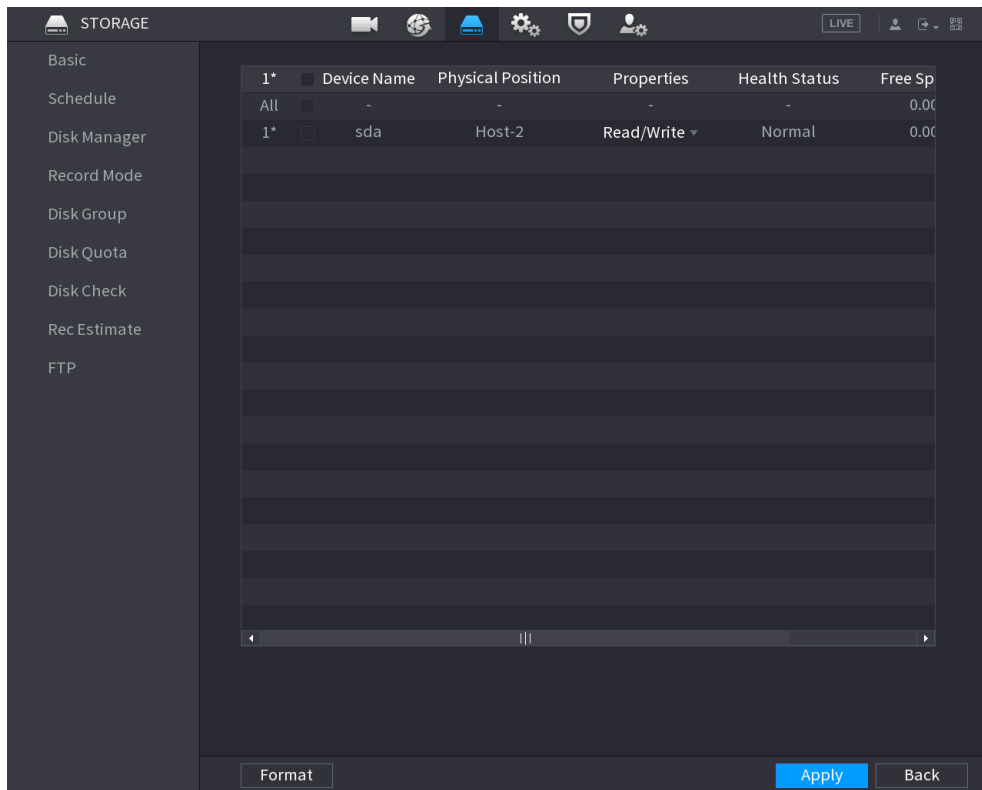 STORAGE LIVE
Basic
Schedule
Disk Manager
Record Mode
Disk Group
Disk Quota
Disk Check
Rec Estimate
FTP
1* Device Name Physical Position Properties Health Status Free Sp
All - - - - 0.00
1* sda Host-2 Read/Write Normal 0.00
Format Apply Back